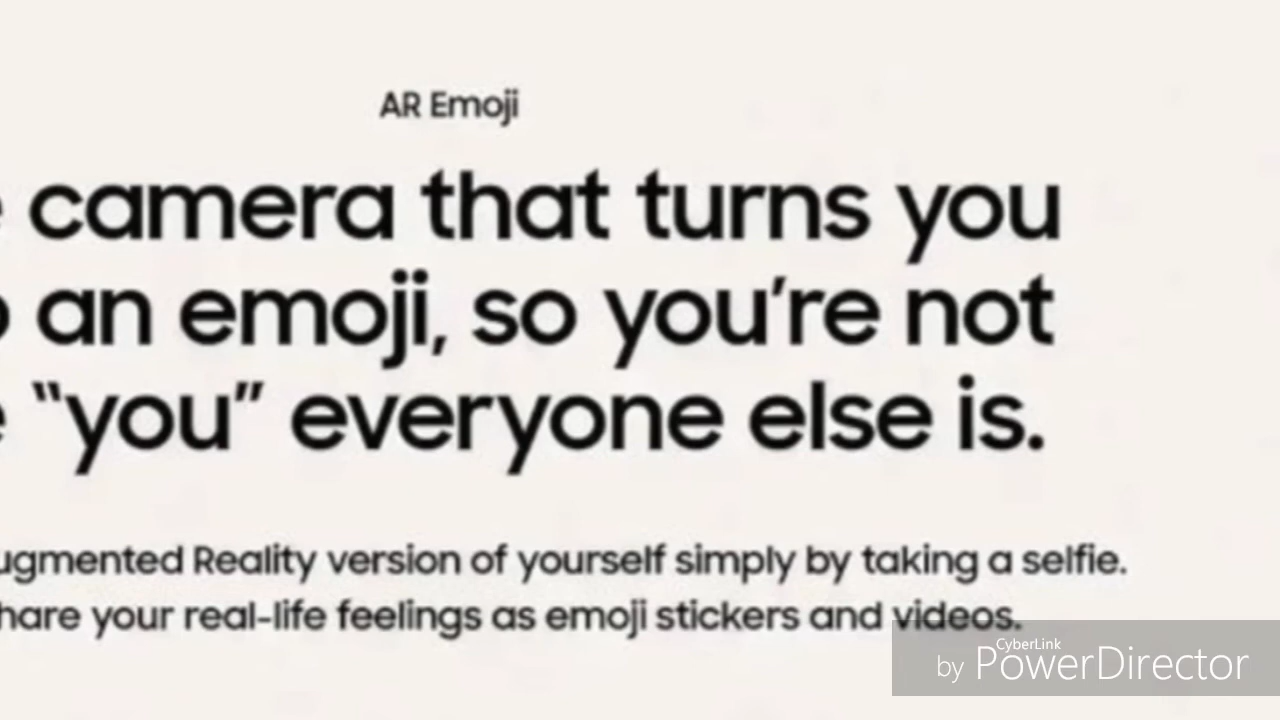 AR Emoji
camera that turns you
an emoji, so you’re not
“you” everyone else is.
ugmented Reality version of yourself simply by taking a selfie.
hare your real-life feelings as emoji stickers and videos.
CyberLink
by PowerDirector